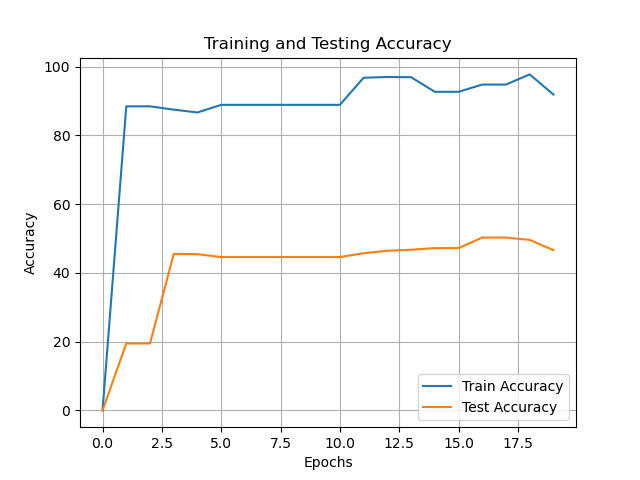 Training and Testing Accuracy
100
80
60
40
20
0
Accuracy
0.0 2.5 5.0 7.5 10.0 12.5 15.0 17.5
Epochs
Train Accuracy
Test Accuracy